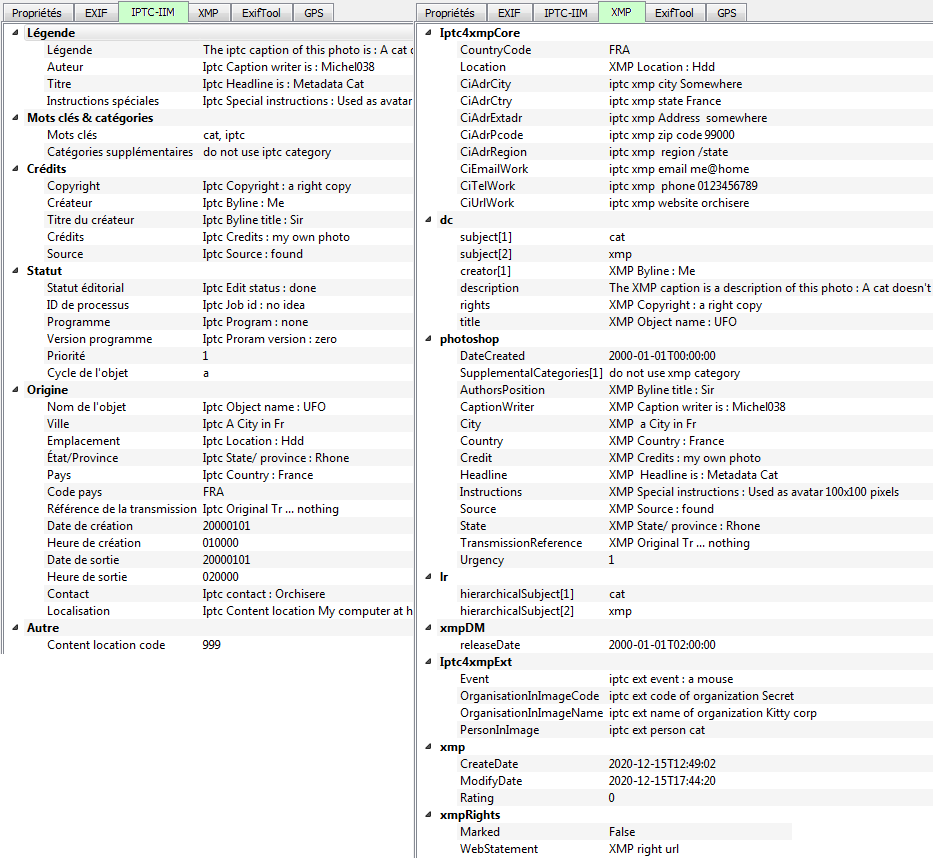 Propriétés EXIF IPTC-IIM XMP ExifTool GPS
Légende
Légende The iptc caption of this photo is : A cat d
Auteur Iptc Caption writer is : Michel038
Titre Iptc Headline is : Metadata Cat
Instructions spéciales Iptc Special instructions : Used as avatar
Mots clés & catégories
Mots clés cat, iptc
Catégories supplémentaires do not use iptc category
Crédits
Copyright Iptc Copyright : a right copy
Créateur Iptc Byline : Me
Titre du créateur Iptc Byline title : Sir
Crédits Iptc Credits : my own photo
Source Iptc Source : found
Statut
Statut éditorial Iptc Edit status : done
ID de processus Iptc Job id : no idea
Programme Iptc Program : none
Version programme Iptc Proram version : zero
Priorité 1
Cycle de l'objet a
Origine
Nom de l'objet Iptc Object name : UFO
Ville Iptc A City in Fr
Emplacement Iptc Location : Hdd
État/Province Iptc State/ province : Rhone
Pays Iptc Country : France
Code pays FRA
Référence de la transmission Iptc Original Tr ... nothing
Date de création 20000101
Heure de création 010000
Date de sortie 20000101
Heure de sortie 020000
Contact Iptc contact : Orchisere
Localisation Iptc Content location My computer at h
Autre
Content location code 999
Propriétés EXIF IPTC-IIM XMP ExifTool GPS
Iptc4xmpCore
CountryCode FRA
Location XMP Location : Hdd
CiAdrCity iptc xmp city Somewhere
CiAdrCtry iptc xmp state France
CiAdrExtadr iptc xmp Address somewhere
CiAdrPcode iptc xmp zip code 99000
CiAdrRegion iptc xmp region /state
CiEmailWork iptc xmp email me@home
CiTelWork iptc xmp phone 0123456789
CiUrlWork iptc xmp website orchisere
dc
subject[1] cat
subject[2] xmp
creator[1] XMP Byline : Me
description The XMP caption is a description of this photo : A cat doesn't
rights XMP Copyright : a right copy
title XMP Object name : UFO
photoshop
DateCreated 2000-01-01T00:00:00
SupplementalCategories[1] do not use xmp category
AuthorsPosition XMP Byline title : Sir
CaptionWriter XMP Caption writer is : Michel038
City XMP a City in Fr
Country XMP Country : France
Credit XMP Credits : my own photo
Headline XMP Headline is : Metadata Cat
Instructions XMP Special instructions : Used as avatar 100x100 pixels
Source XMP Source : found
State XMP State/ province : Rhone
TransmissionReference XMP Original Tr ... nothing
Urgency 1
lr
hierarchicalSubject[1] cat
hierarchicalSubject[2] xmp
xmpDM
releaseDate 2000-01-01T02:00:00
Iptc4xmpExt
Event iptc ext event : a mouse
OrganisationInImageCode iptc ext code of organization Secret
OrganisationInImageName iptc ext name of organization Kitty corp
PersonInImage iptc ext person cat
xmp
CreateDate 2020-12-15T12:49:02
ModifyDate 2020-12-15T17:44:20
Rating 0
xmpRights
Marked False
WebStatement XMP right url